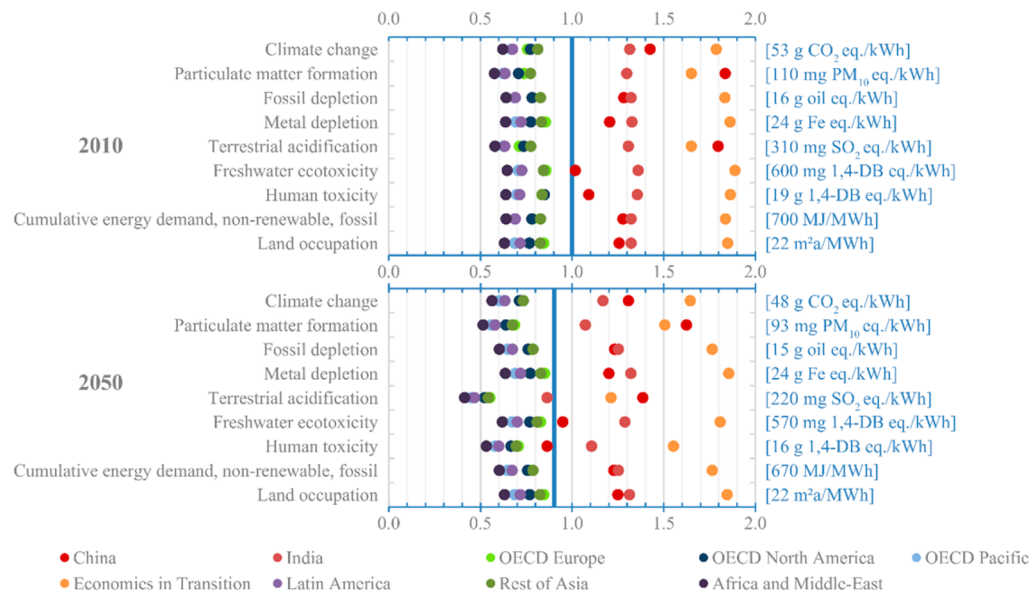 0.0 0.5 1.0 1.5 2.0
Climate change [53 g CO₂ eq./kWh]
Particulate matter formation [110 mg PM₁₀ eq./kWh]
Fossil depletion [16 g oil eq./kWh]
Metal depletion [24 g Fe eq./kWh]
2010 Terrestrial acidification [310 mg SO₂ eq./kWh]
Freshwater ecotoxicity [600 mg 1,4-DB eq./kWh]
Human toxicity [19 g 1,4-DB eq./kWh]
Cumulative energy demand, non-renewable, fossil [700 MJ/MWh]
Land occupation [22 m²a/MWh]
0.0 0.5 1.0 1.5 2.0
Climate change [48 g CO₂ eq./kWh]
Particulate matter formation [93 mg PM₁₀ eq./kWh]
Fossil depletion [15 g oil eq./kWh]
Metal depletion [24 g Fe eq./kWh]
2050 Terrestrial acidification [220 mg SO₂ eq./kWh]
Freshwater ecotoxicity [570 mg 1,4-DB eq./kWh]
Human toxicity [16 g 1,4-DB eq./kWh]
Cumulative energy demand, non-renewable, fossil [670 MJ/MWh]
Land occupation [22 m²a/MWh]
0.0 0.5 1.0 1.5 2.0
China India OECD Europe OECD North America OECD Pacific
Economics in Transition Latin America Rest of Asia Africa and Middle-East